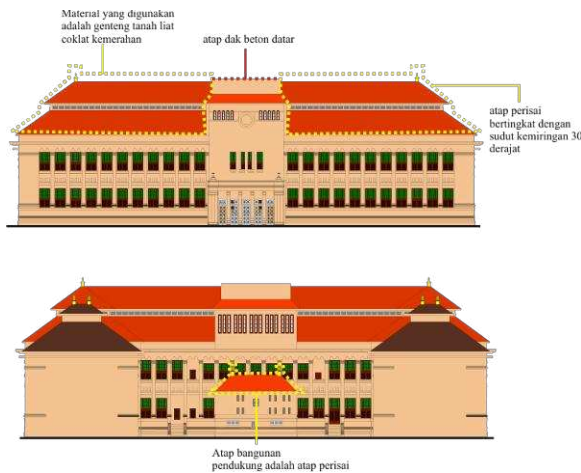 Material yang digunakan
adalah genteng tanah liat
coklat kemerahan
atap dak beton datar
atap perisai
bertingkat dengan
sudut kemiringan 30
derajat
Atap bangunan
pendukung adalah atap perisai